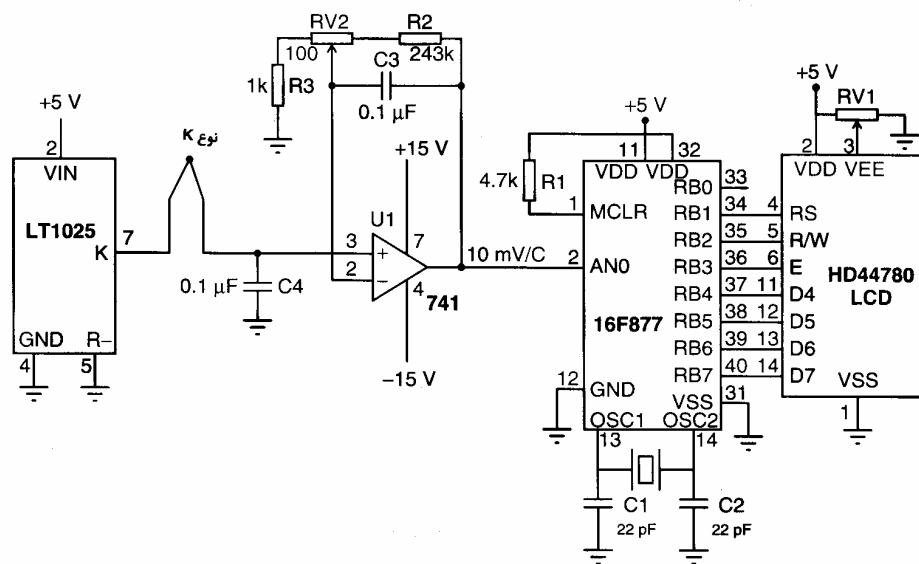 RV2
R2
100
243k
1k
R3
C3
0.1 µF
+5 V
2
VIN
LT1025
K
7
GND
R−
4
5
نوع K
0.1 µF
C4
+15 V
U1
3
+
7
2
−
4
741
−15 V
10 mV/C
+5 V
11
32
VDD
VDD
4.7k
R1
1
MCLR
2
AN0
16F877
12
GND
OSC1
OSC2
13
14
C1
22 pF
C2
22 pF
RB0
33
RB1
34
RB2
35
RB3
36
RB4
37
RB5
38
RB6
39
RB7
40
VSS
31
+5 V
RV1
2
3
VDD
VEE
4
RS
5
R/W
6
E
11
D4
12
D5
13
D6
14
D7
HD44780
LCD
VSS
1